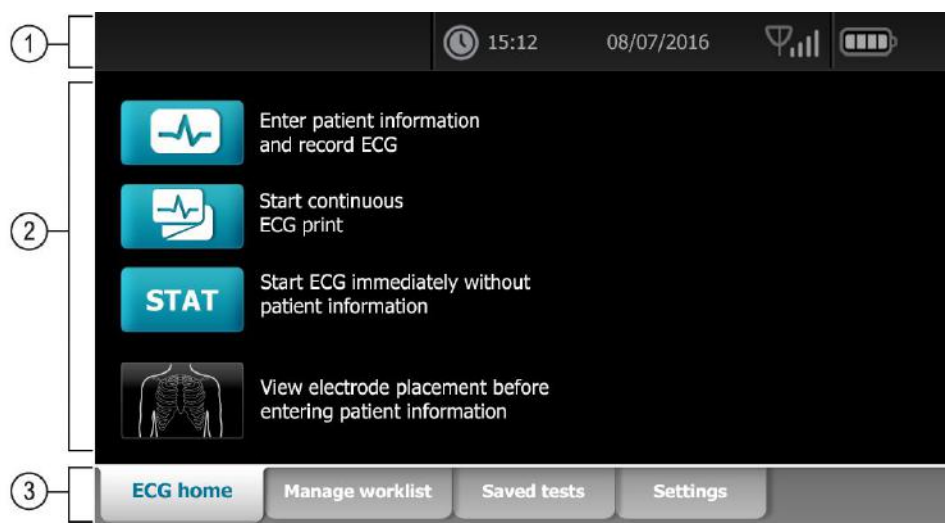 1
15:12 08/07/2016
2
Enter patient information
and record ECG
Start continuous
ECG print
STAT
Start ECG immediately without
patient information
View electrode placement before
entering patient information
3
ECG home Manage worklist Saved tests Settings